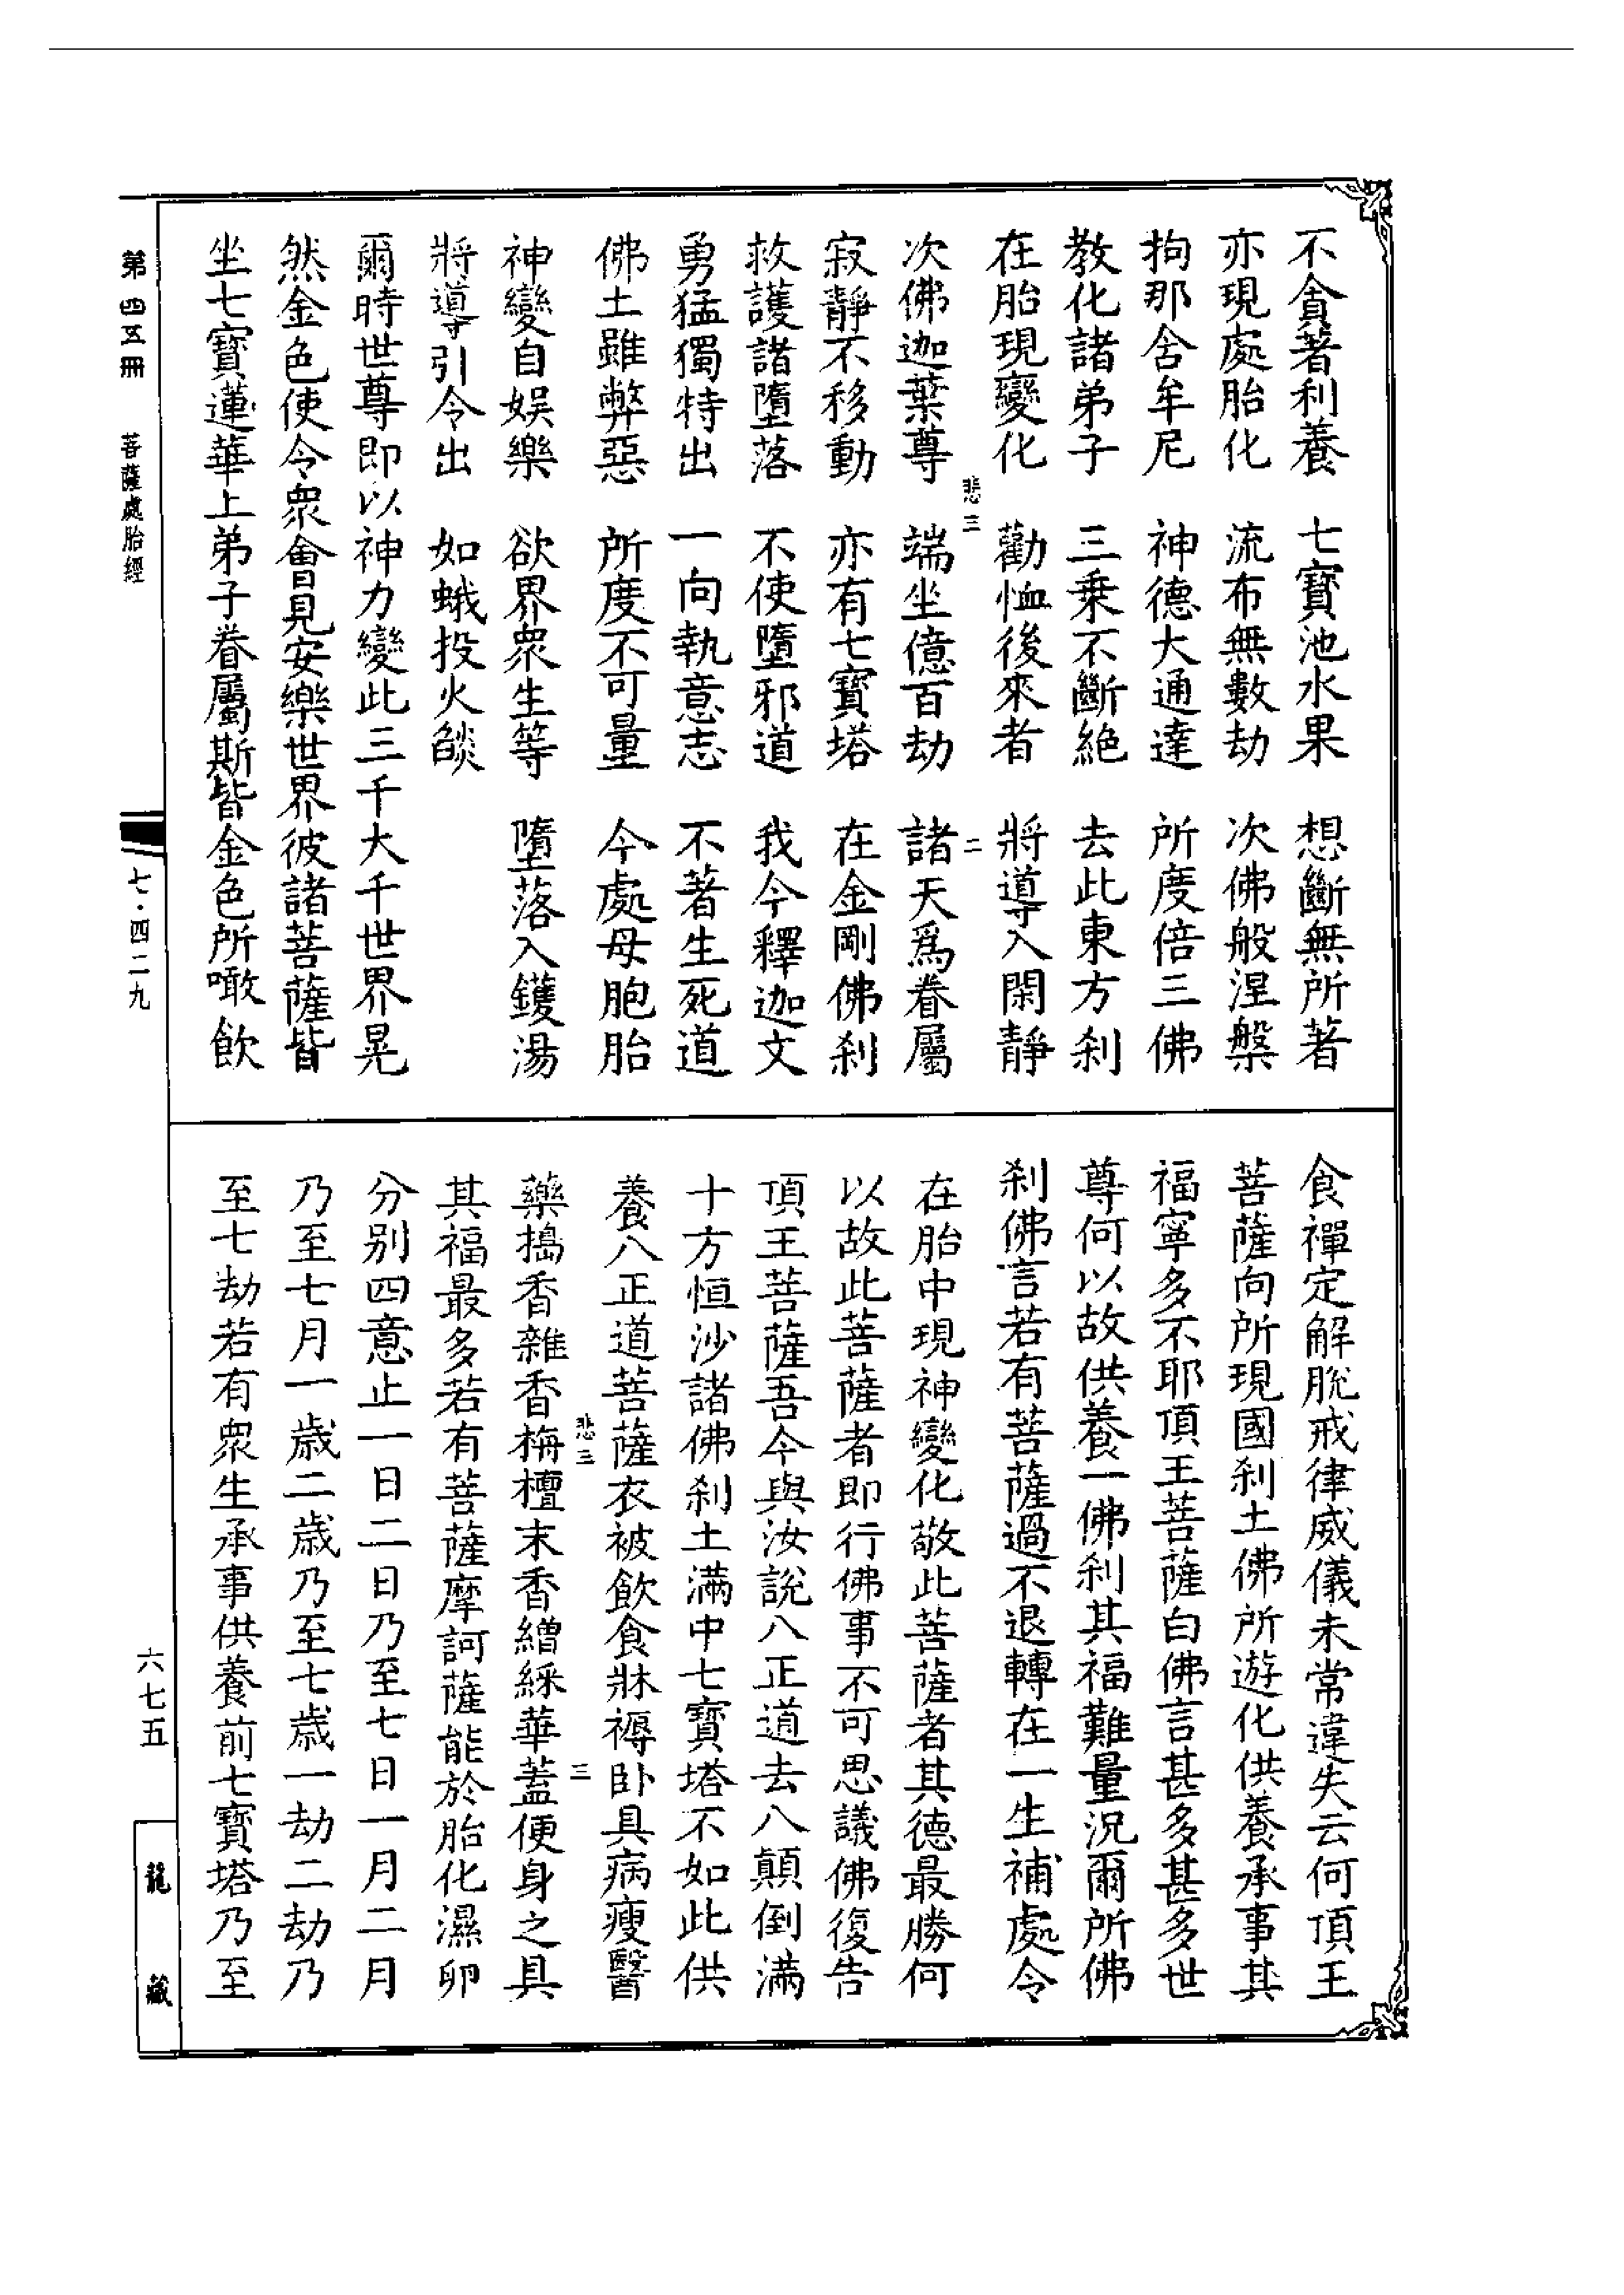 不貪著利養　七寶池水果　想斷無所著
亦現處胎化　流布無數劫　次佛般涅槃
拘那含牟尼　神德大通達　所度倍三佛
教化諸弟子　三乗不斷絶　去此東方刹
在胎現變化　勸恤後來者　將導入閑靜
悲三　二
次佛迦葉尊　端坐億百劫　諸天爲眷屬
寂靜不移動　亦有七寶塔　在金剛佛刹
救護諸墮落　不使墮邪道　我今釋迦文
勇猛獨特出　一向執意志　不著生死道
佛土雖弊惡　所度不可量　今處母胞胎
神變自娛樂　欲界衆生等　墮落入鑊湯
將導引令出　如蛾投火燄
爾時世尊即以神力變此三千大千世界晃
然金色使令衆會見安樂世界彼諸菩薩皆
坐七寶蓮華上弟子眷屬斯皆金色所噉飲
食禪定解脫戒律威儀未常違失云何頂王
菩薩向所現國刹土佛所遊化供養承事其
福寧多不耶頂王菩薩白佛言甚多甚多世
尊何以故供養一佛刹其福難量況爾所佛
刹佛言若有菩薩過不退轉在一生補處令
在胎中現神變化敬此菩薩者其德最勝何
以故此菩薩者即行佛事不可思議佛復告
頂王菩薩吾今與汝說八正道去八顛倒滿
十方恒沙諸佛刹土滿中七寶塔不如此供
養八正道菩薩衣被飲食牀褥卧具病瘦醫
悲三　三
藥搗香雜香栴檀末香繒綵華蓋便身之具
其福最多若有菩薩摩訶薩能於胎化濕卵
分别四意止一日二日乃至七日一月二月
乃至七月一歳二歳乃至七歳一劫二劫乃
至七劫若有衆生承事供養前七寶塔乃至
第四五冊　菩薩處胎經　七·四二九　六七五　龍藏